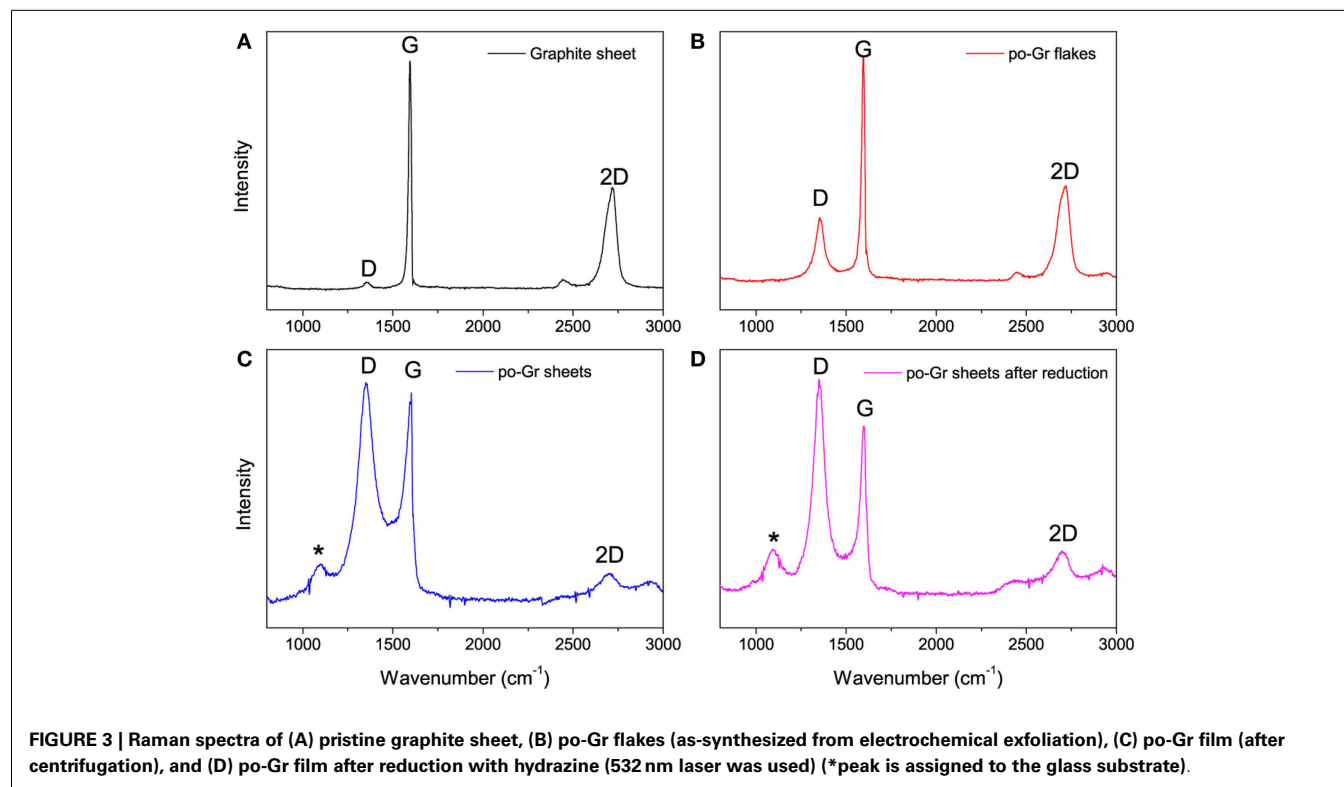 A
G
Graphite sheet
D
2D
Intensity
1000 1500 2000 2500 3000
B
G
po-Gr flakes
D
2D
1000 1500 2000 2500 3000
C
D
G
po-Gr sheets
*
2D
Intensity
1000 1500 2000 2500 3000
Wavenumber (cm⁻¹)
D
D
G
po-Gr sheets after reduction
*
2D
1000 1500 2000 2500 3000
Wavenumber (cm⁻¹)
FIGURE 3 | Raman spectra of (A) pristine graphite sheet, (B) po-Gr flakes (as-synthesized from electrochemical exfoliation), (C) po-Gr film (after
centrifugation), and (D) po-Gr film after reduction with hydrazine (532 nm laser was used) (*peak is assigned to the glass substrate).